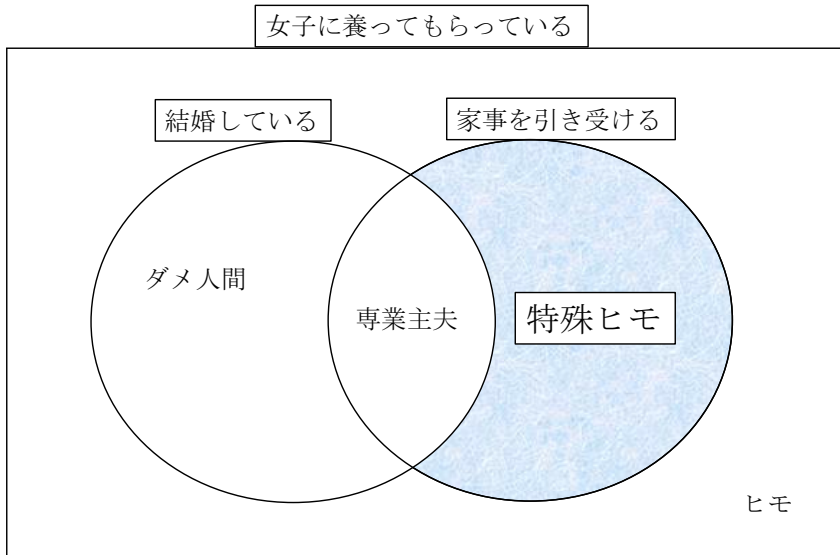 女子に養ってもらっている
結婚している
家事を引き受ける
ダメ人間
専業主夫
特殊ヒモ
ヒモ